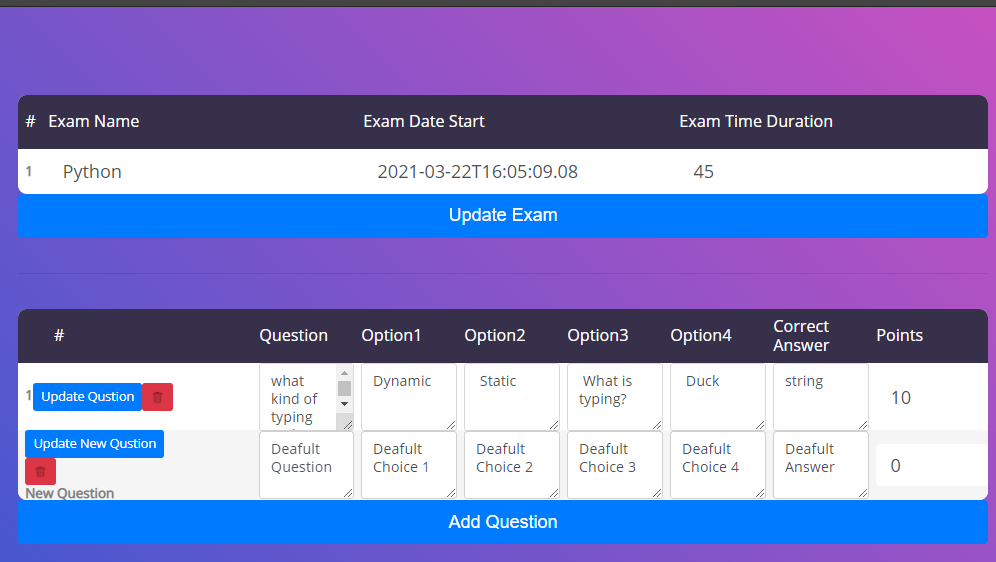 # Exam Name Exam Date Start Exam Time Duration
1 Python 2021-03-22T16:05:09.08 45
Update Exam
# Question Option1 Option2 Option3 Option4 Correct Answer Points
1 Update Qustion what kind of typing Dynamic Static What is typing? Duck string 10
Update New Qustion New Question Deafult Question Deafult Choice 1 Deafult Choice 2 Deafult Choice 3 Deafult Choice 4 Deafult Answer 0
Add Question